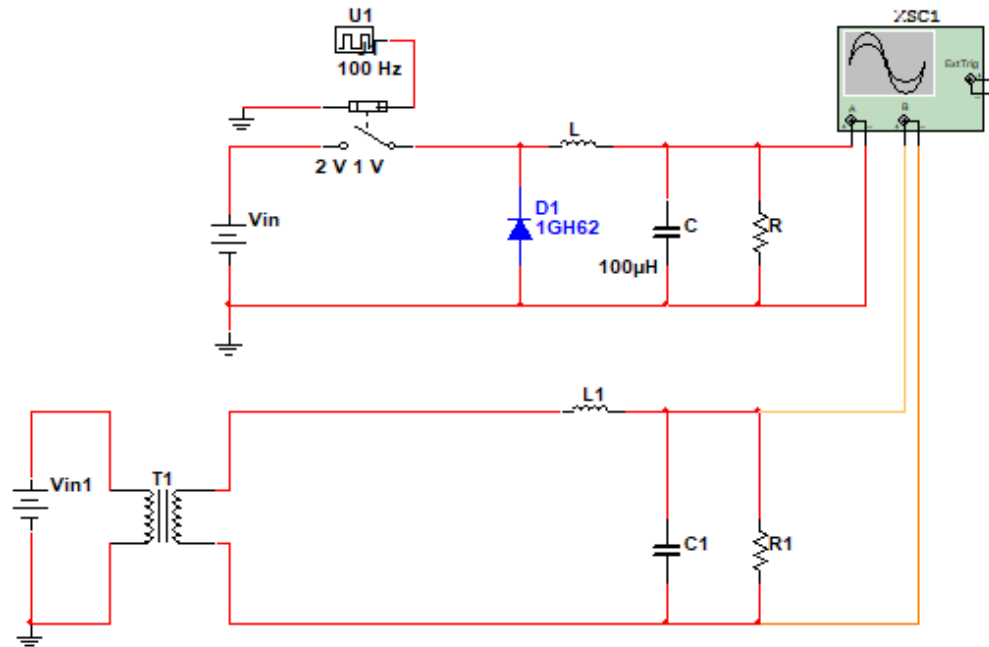 U1
XSC1
100 Hz
Ext Trig
A
B
L
2 V 1 V
Vin
D1
1GH62
C
R
100µH
L1
Vin1
T1
C1
R1